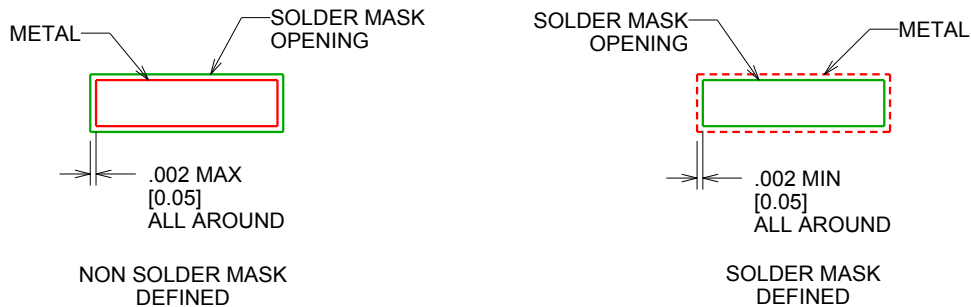 METAL
SOLDER MASK
OPENING
.002 MAX
[0.05]
ALL AROUND
NON SOLDER MASK
DEFINED
SOLDER MASK
OPENING
METAL
.002 MIN
[0.05]
ALL AROUND
SOLDER MASK
DEFINED